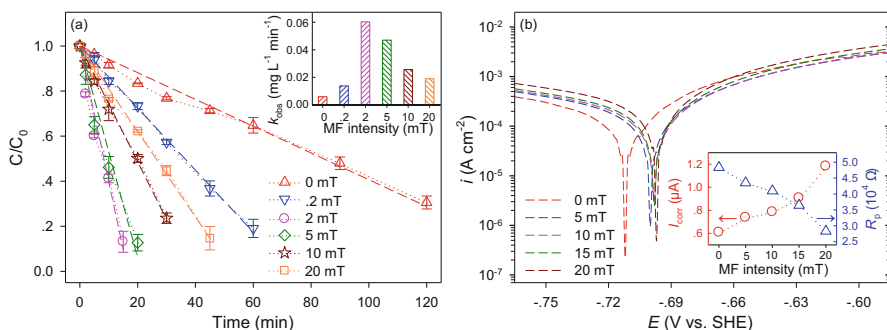 (a)
C/C0
1.0
.8
.6
.4
.2
0.0
0 20 40 60 80 100 120
Time (min)
0 mT
.2 mT
2 mT
5 mT
10 mT
20 mT
kobs (mg L-1 min-1)
0.06
0.04
0.02
0.00
0 .2 2 5 10 20
MF intensity (mT)
(b)
i (A cm-2)
10-2
10-3
10-4
10-5
10-6
10-7
-.75 -.72 -.69 -.66 -.63 -.60
E (V vs. SHE)
0 mT
5 mT
10 mT
15 mT
20 mT
Icorr (μA)
1.2
1.0
.8
.6
0 5 10 15 20
MF intensity (mT)
5.0
4.5
4.0
3.5
3.0
2.5
Rp (104 Ω)